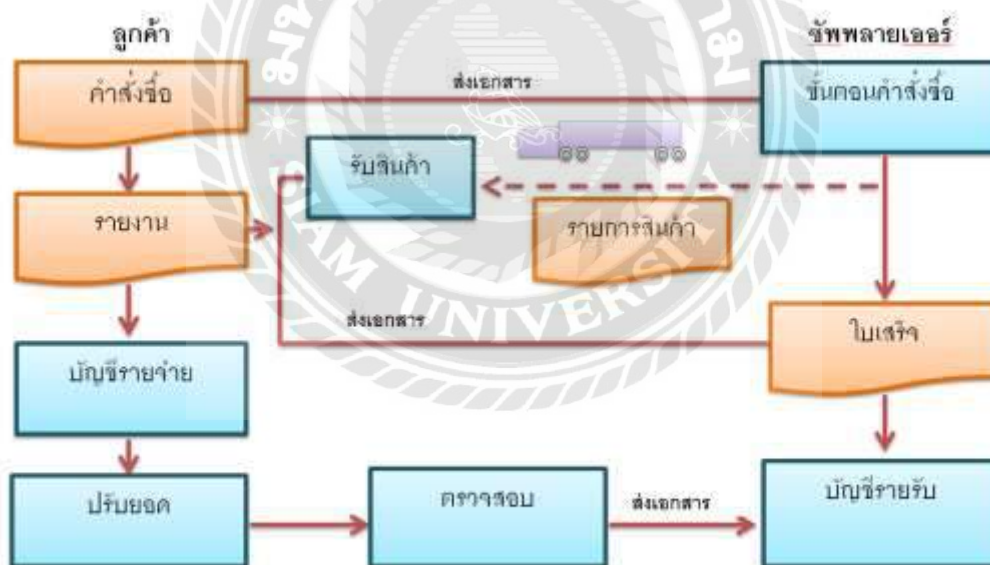 ลูกค้า
ซัพพลายเออร์
คำสั่งซื้อ
ส่งเอกสาร
ขั้นตอนคำสั่งซื้อ
รับสินค้า
รายงาน
รายการสินค้า
ส่งเอกสาร
ใบเสร็จ
บัญชีรายจ่าย
ปรับยอด
ตรวจสอบ
ส่งเอกสาร
บัญชีรายรับ
SIAM UNIVERSITY